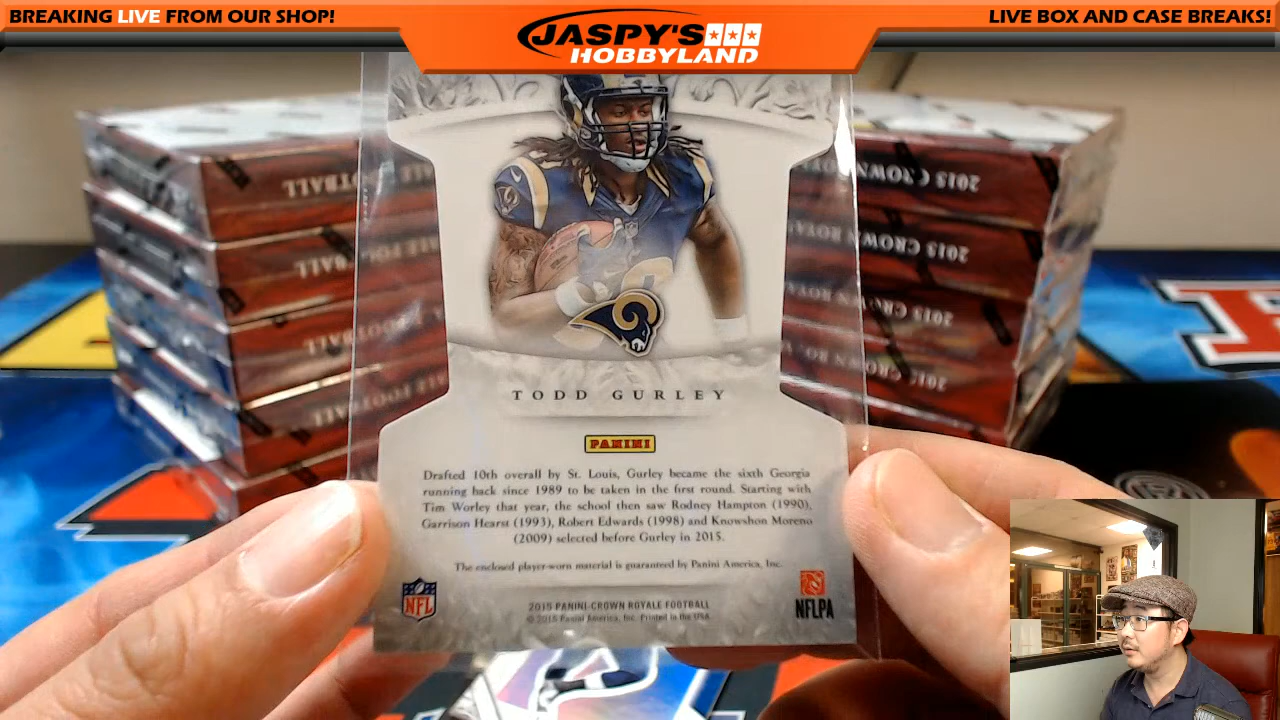 BREAKING LIVE FROM OUR SHOP!
JASPY'S
HOBBYLAND
LIVE BOX AND CASE BREAKS!
2015 CROWN
2015 CROWN
FOOTBALL
TODD GURLEY
PANINI
Drafted 10th overall by St. Louis, Gurley became the sixth Georgia
running back since 1989 to be taken in the first round. Starting with
Tim Worley that year, the school then saw Rodney Hampton (1990),
Garrison Hearst (1993), Robert Edwards (1998) and Knowshon Moreno
(2009) selected before Gurley in 2015.
The enclosed player-worn material is guaranteed by Panini America, Inc.
NFL
NFLPA
2015 PANINI-CROWN ROYALE FOOTBALL
© 2015 Panini America, Inc. Printed in the USA